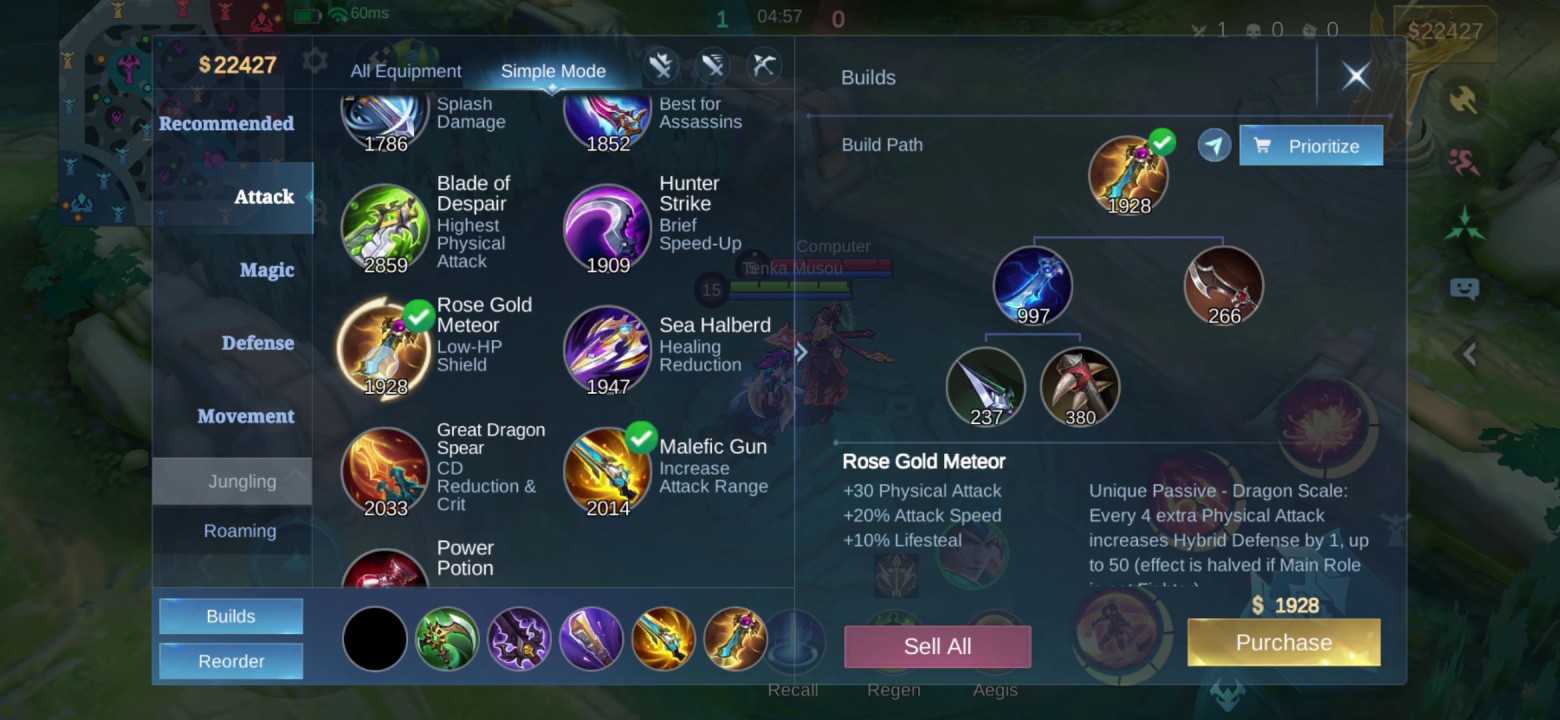 60ms
1 04:57 0
1 0 0
$22427
$22427
All Equipment
Simple Mode
Recommended
Attack
Magic
Defense
Movement
Jungling
Roaming
Splash
Damage
1786
Best for
Assassins
1852
Blade of
Despair
Highest
Physical
Attack
2859
Hunter
Strike
Brief
Speed-Up
1909
Rose Gold
Meteor
Low-HP
Shield
1928
Sea Halberd
Healing
Reduction
1947
Great Dragon
Spear
CD
Reduction &
Crit
2033
Malefic Gun
Increase
Attack Range
2014
Power
Potion
Builds
Reorder
Computer
Tenka Musou
15
Builds
Build Path
Prioritize
1928
997
266
237
380
Rose Gold Meteor
+30 Physical Attack
+20% Attack Speed
+10% Lifesteal
Unique Passive - Dragon Scale:
Every 4 extra Physical Attack
increases Hybrid Defense by 1, up
to 50 (effect is halved if Main Role
$ 1928
Sell All
Purchase
Recall
Regen
Aegis